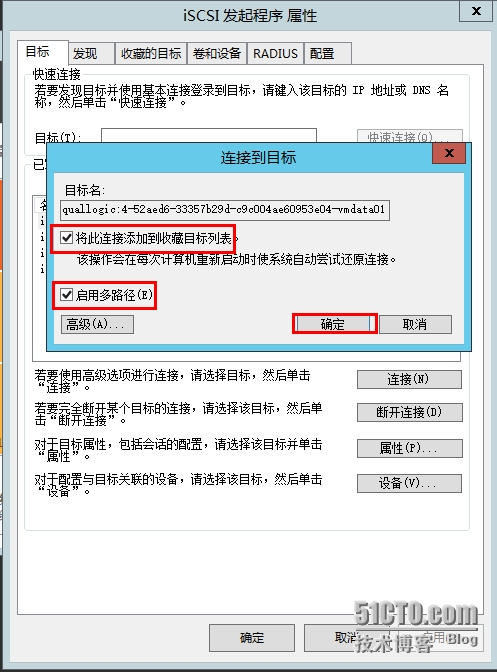 iSCSI 发起程序 属性
x
目标 发现 收藏的目标 卷和设备 RADIUS 配置
快速连接
若要发现目标并使用基本连接登录到目标，请键入该目标的 IP 地址或 DNS 名
称，然后单击“快速连接”。
目标(T): 快速连接(Q)...
连接到目标
x
目标名:
quallogic:4-52aed6-33357b29d-c9c004ae60953e04-vmdata01
将此连接添加到收藏目标列表。
该操作会在每次计算机重新启动时使系统自动尝试还原连接。
启用多路径(E)
高级(A)... 确定 取消
若要使用高级选项进行连接，请选择目标，然后单击
“连接”。
连接(N)
若要完全断开某个目标的连接，请选择该目标，然后单
击“断开连接”。
断开连接(D)
对于目标属性，包括会话的配置，请选择该目标并单击
“属性”。
属性(P)...
对于配置与目标关联的设备，请选择该目标，然后单击
“设备”。
设备(V)...
确定 取消 应用
51CTO.com
技术博客 Blog